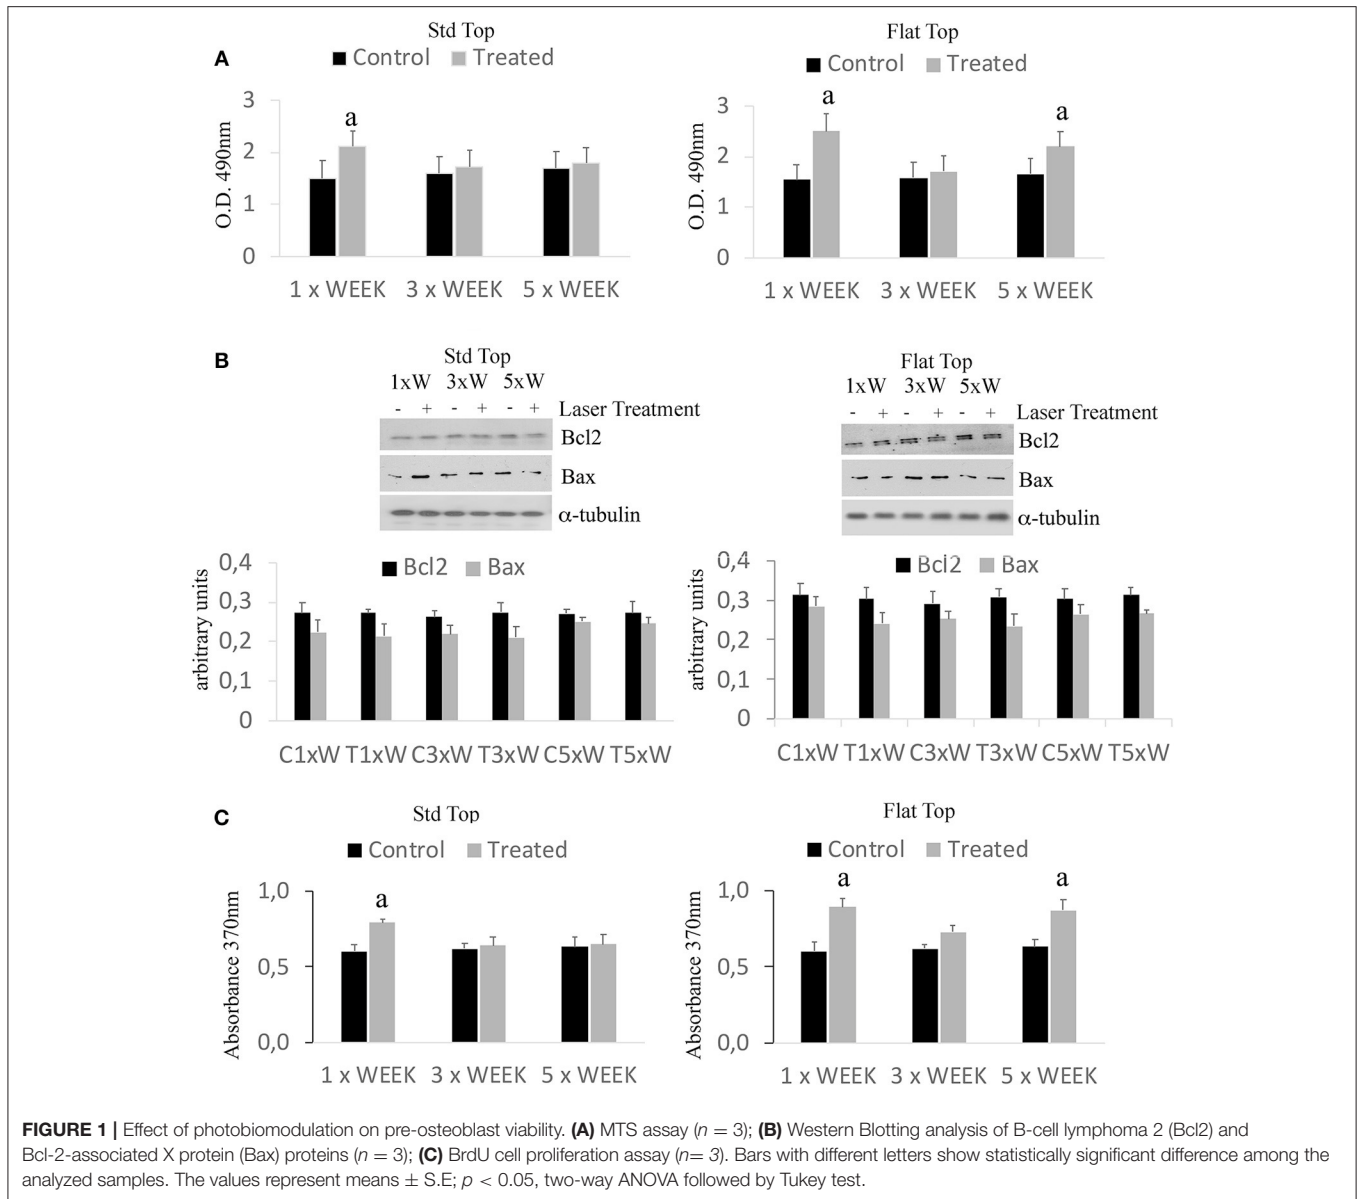 Std Top
Flat Top
A
Control Treated
Control Treated
a
a
a
O.D. 490nm
3
2
1
0
1 x WEEK 3 x WEEK 5 x WEEK
O.D. 490nm
3
2
1
0
1 x WEEK 3 x WEEK 5 x WEEK
B
Std Top
1xW 3xW 5xW
- + - + - + Laser Treatment
Bcl2
Bax
α-tubulin
Flat Top
1xW 3xW 5xW
- + - + - + Laser Treatment
Bcl2
Bax
α-tubulin
Bcl2 Bax
arbitrary units
0,4
0,3
0,2
0,1
0
C1xW T1xW C3xW T3xW C5xW T5xW
Bcl2 Bax
arbitrary units
0,4
0,3
0,2
0,1
0
C1xW T1xW C3xW T3xW C5xW T5xW
C
Std Top
Control Treated
a
Absorbance 370nm
1,0
0,5
0,0
1 x WEEK 3 x WEEK 5 x WEEK
Flat Top
Control Treated
a
a
Absorbance 370nm
1,0
0,5
0,0
1 x WEEK 3 x WEEK 5 x WEEK
FIGURE 1 | Effect of photobiomodulation on pre-osteoblast viability. (A) MTS assay (n = 3); (B) Western Blotting analysis of B-cell lymphoma 2 (Bcl2) and
Bcl-2-associated X protein (Bax) proteins (n = 3); (C) BrdU cell proliferation assay (n= 3). Bars with different letters show statistically significant difference among the
analyzed samples. The values represent means ± S.E; p < 0.05, two-way ANOVA followed by Tukey test.